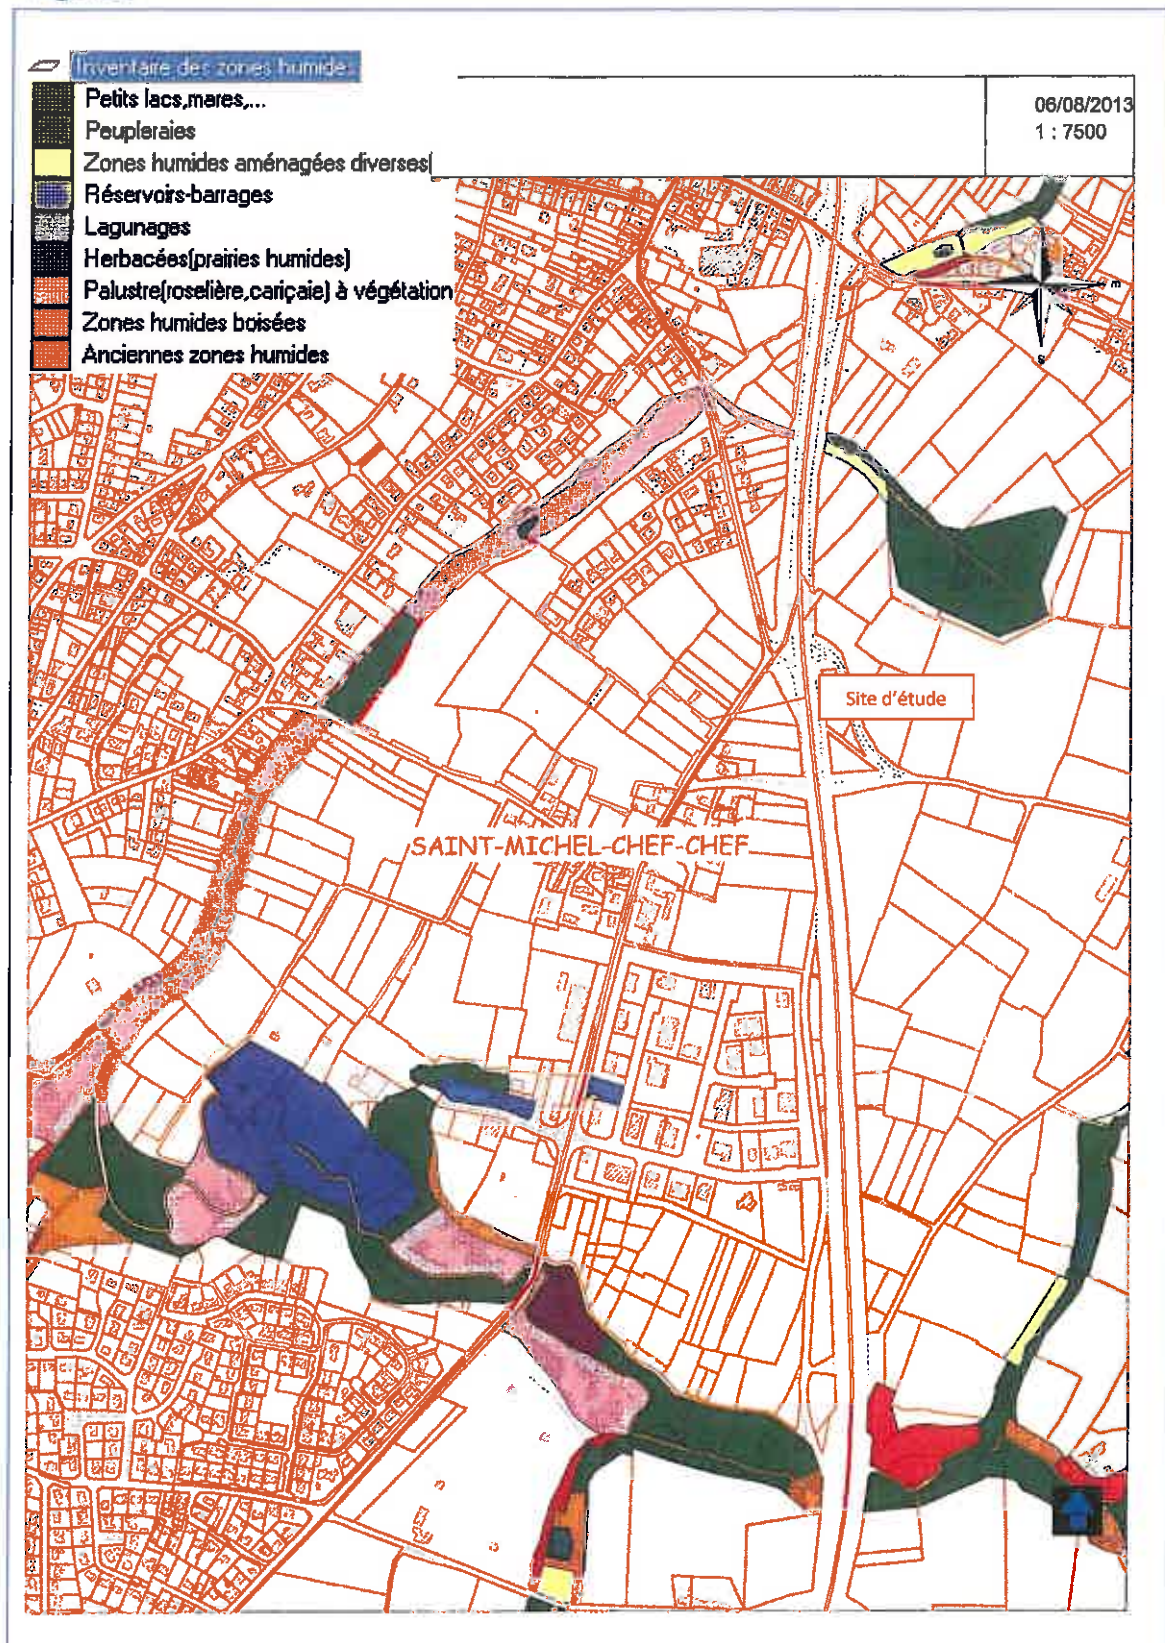 Inventaire des zones humide
Petits lacs,mares,...
Peupleraies
Zones humides aménagées diverses(
Réservoirs-barrages
Lagunages
Herbacées(prairies humides)
Palustre(roselière,cariçaie) à végétation
Zones humides boisées
Anciennes zones humides
06/08/2013
1 : 7500
S
Site d'étude
SAINT-MICHEL-CHEF-CHEF